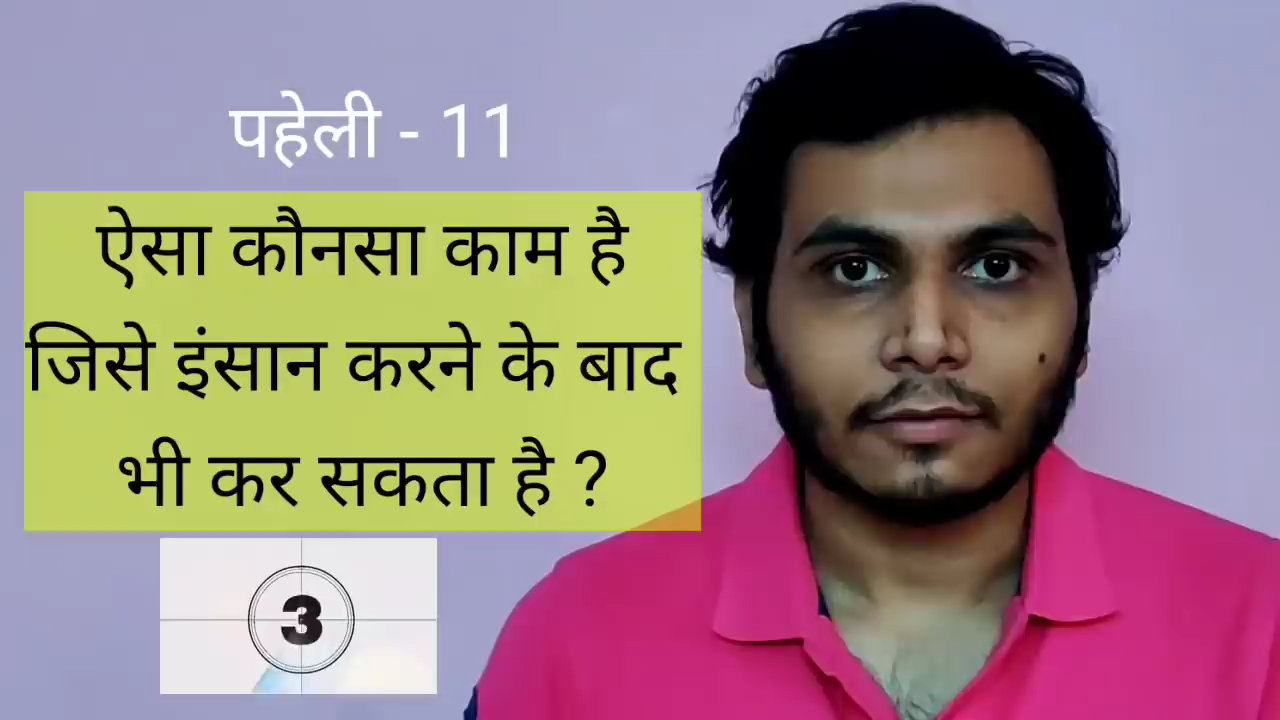 पहेली - 11
ऐसा कौनसा काम है
जिसे इंसान करने के बाद
भी कर सकता है ?
3